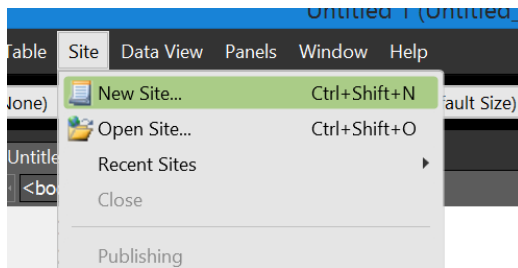 Untitled 1 (Untitled_
Table Site Data View Panels Window Help
None) New Site... Ctrl+Shift+N ault Size)
Open Site... Ctrl+Shift+O
Untitle Recent Sites
<bo Close
Publishing